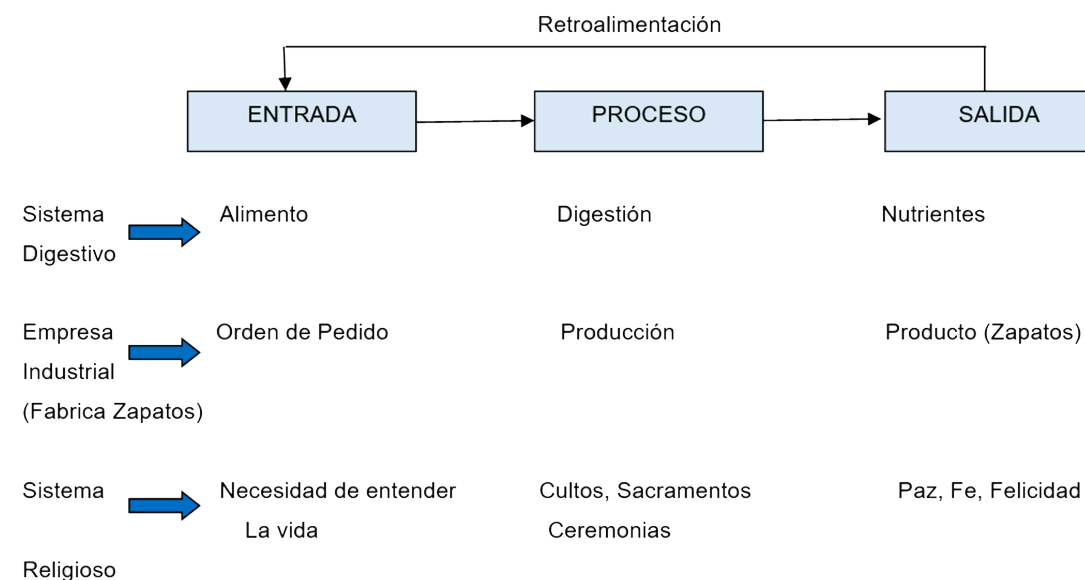 Retroalimentación
ENTRADA PROCESO SALIDA
Sistema Alimento Digestión Nutrientes
Digestivo
Empresa Orden de Pedido Producción Producto (Zapatos)
Industrial
(Fabrica Zapatos)
Sistema Necesidad de entender Cultos, Sacramentos Paz, Fe, Felicidad
La vida Ceremonias
Religioso